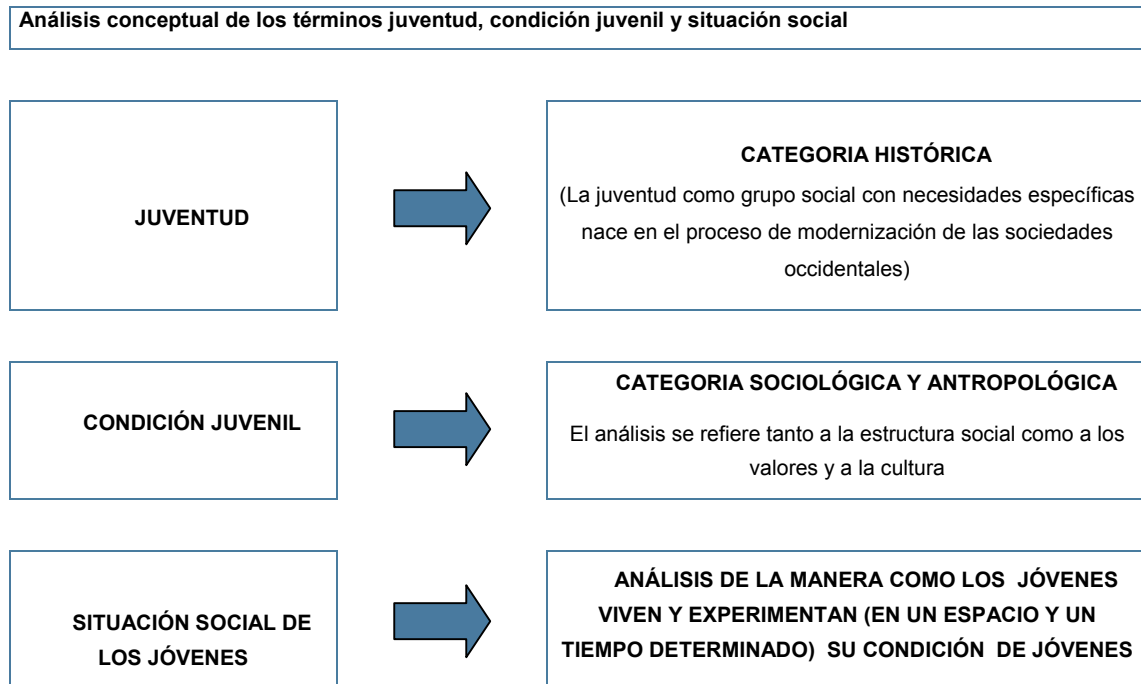 Análisis conceptual de los términos juventud, condición juvenil y situación social
JUVENTUD
CATEGORIA HISTÓRICA
(La juventud como grupo social con necesidades específicas
nace en el proceso de modernización de las sociedades
occidentales)
CONDICIÓN JUVENIL
CATEGORIA SOCIOLÓGICA Y ANTROPOLÓGICA
El análisis se refiere tanto a la estructura social como a los
valores y a la cultura
SITUACIÓN SOCIAL DE
LOS JÓVENES
ANÁLISIS DE LA MANERA COMO LOS JÓVENES
VIVEN Y EXPERIMENTAN (EN UN ESPACIO Y UN
TIEMPO DETERMINADO) SU CONDICIÓN DE JÓVENES